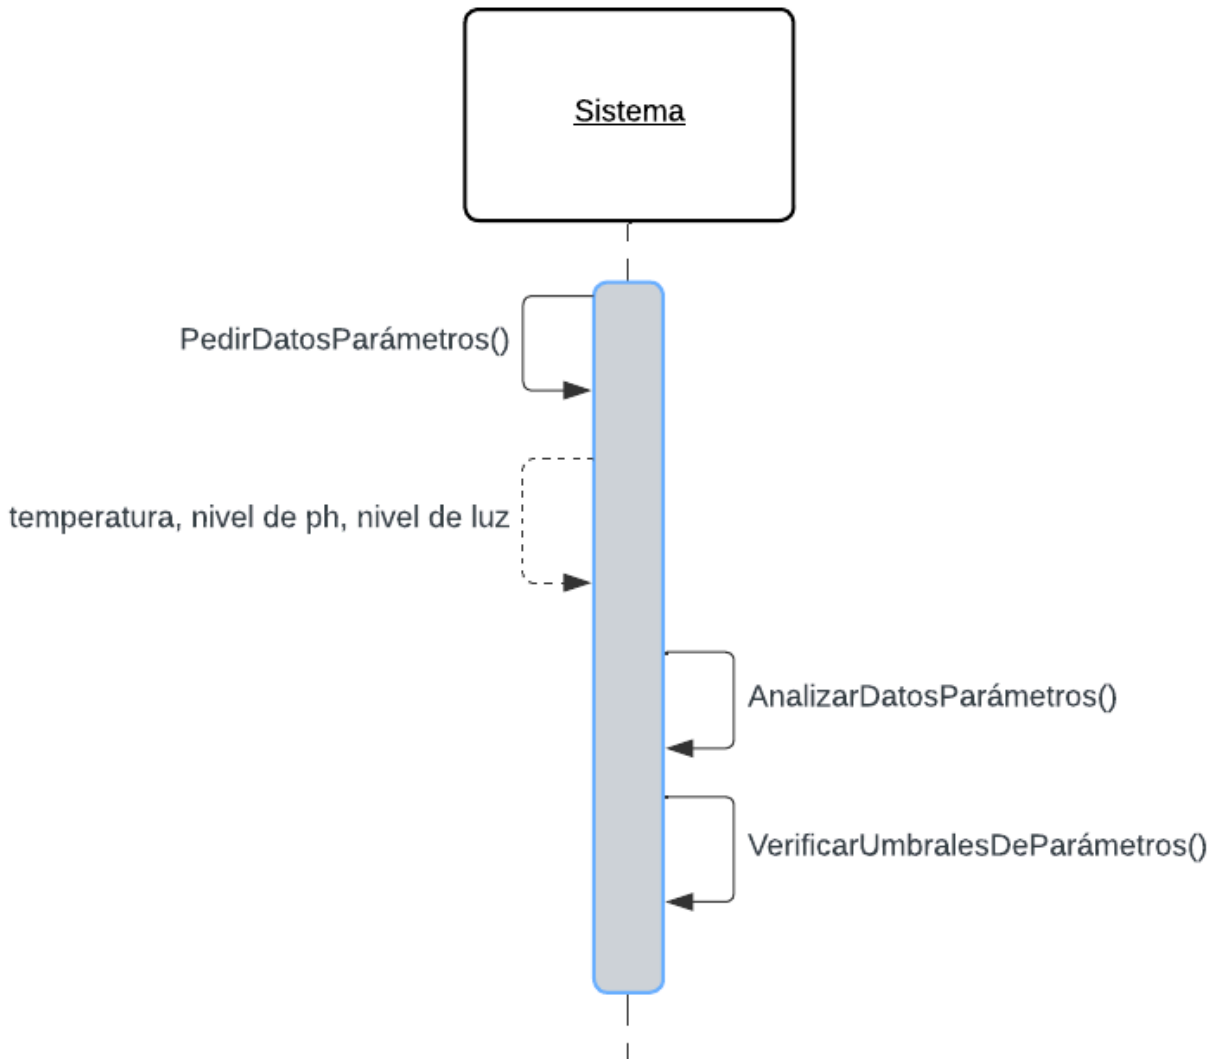 Sistema
PedirDatosParámetros()
temperatura, nivel de ph, nivel de luz
AnalizarDatosParámetros()
VerificarUmbralesDeParámetros()